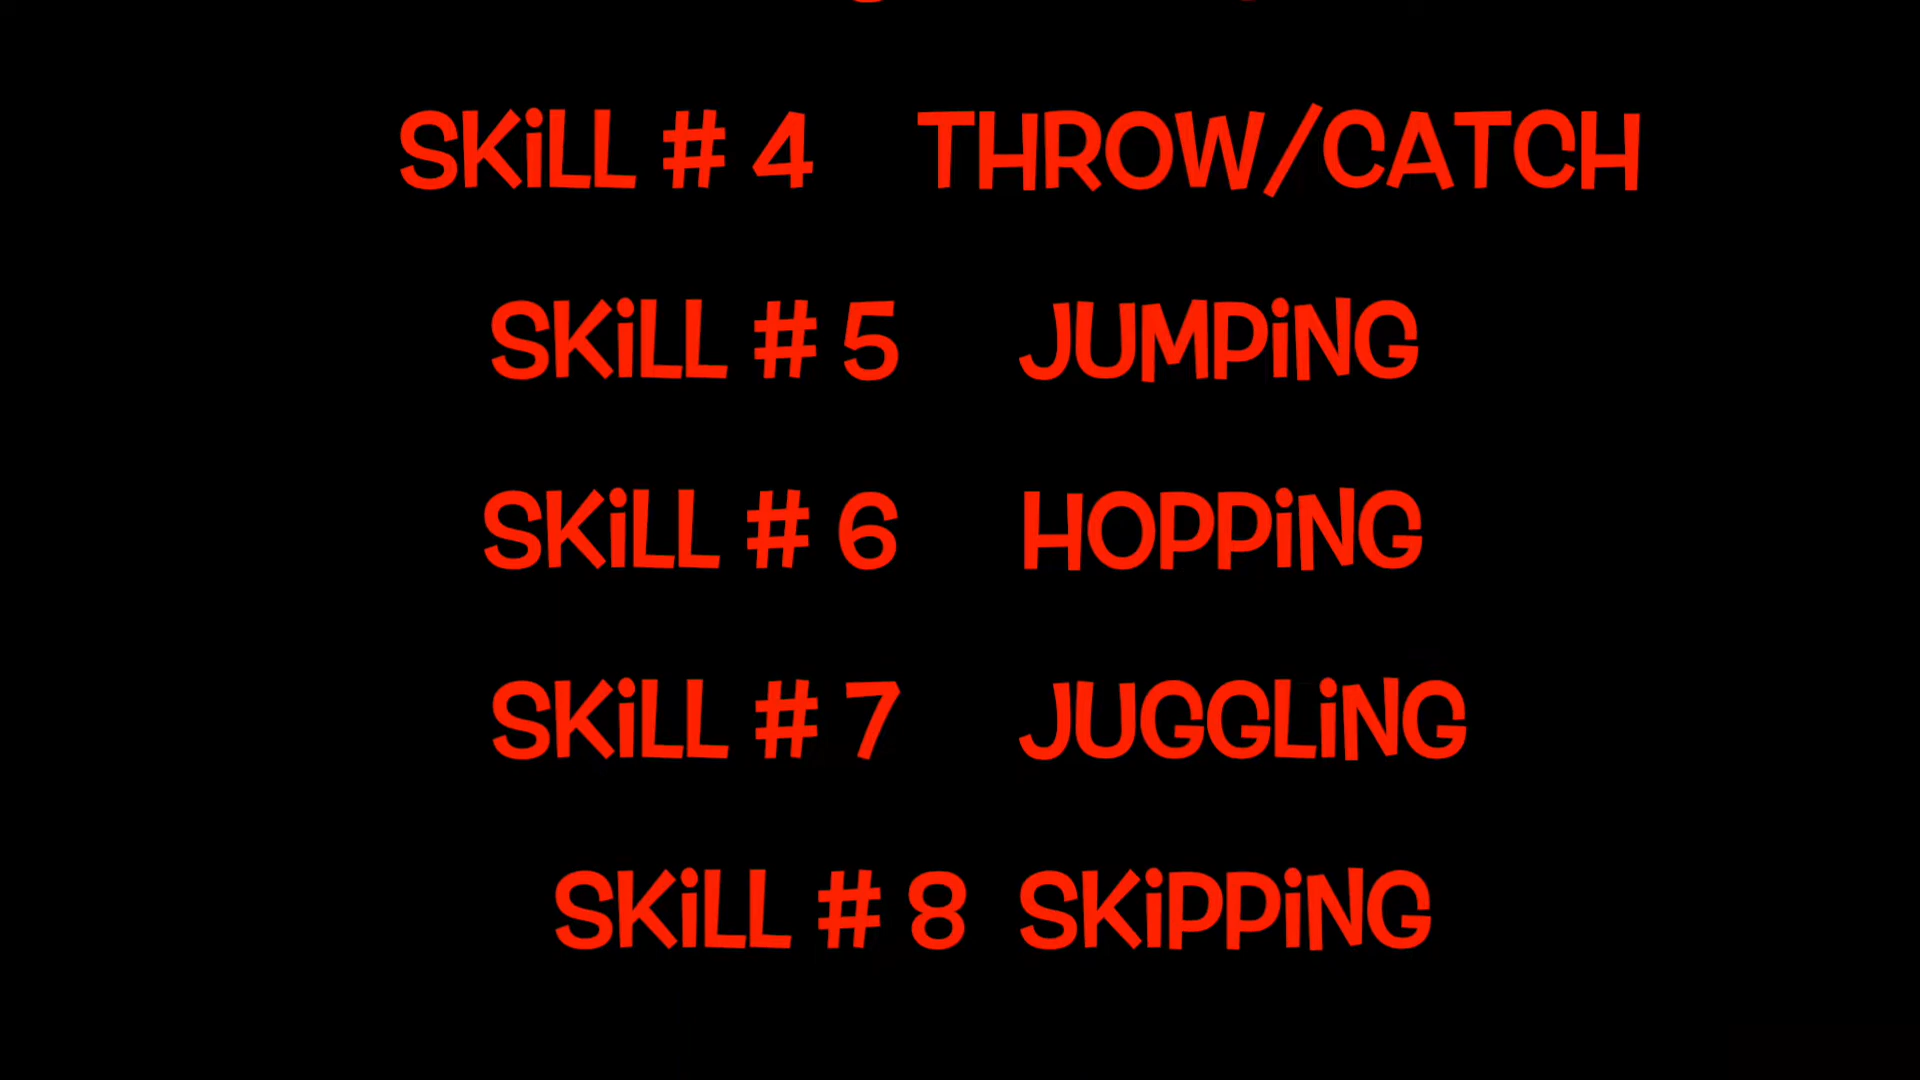 SKiLL # 4 THROW/CATCH
SKiLL # 5 JUMPiNG
SKiLL # 6 HOPPiNG
SKiLL # 7 JUGGLiNG
SKiLL # 8 SKiPPiNG